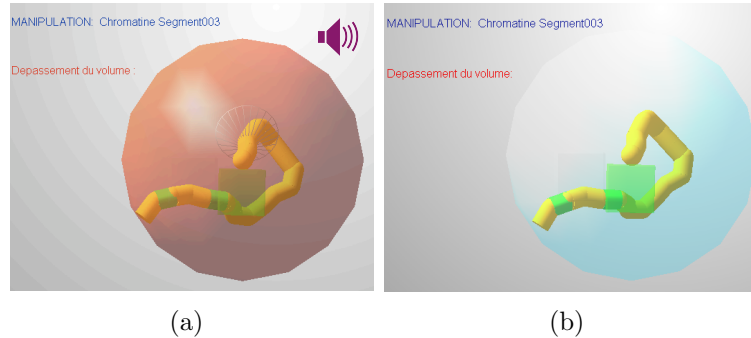 MANIPULATION: Chromatine Segment003
Depassement du volume :
MANIPULATION: Chromatine Segment003
Depassement du volume:
(a)
(b)